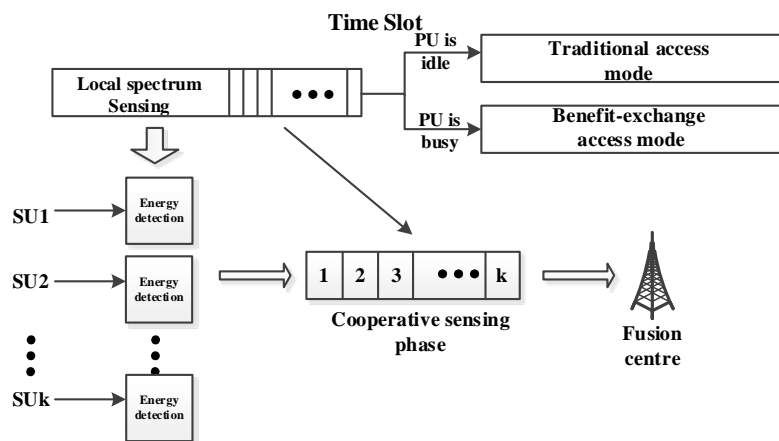 Time Slot
PU is
idle
Traditional access
mode
Local spectrum
Sensing
PU is
busy
Benefit-exchange
access mode
SU1
Energy
detection
SU2
Energy
detection
1 2 3 k
Cooperative sensing
phase
Fusion
centre
SUk
Energy
detection